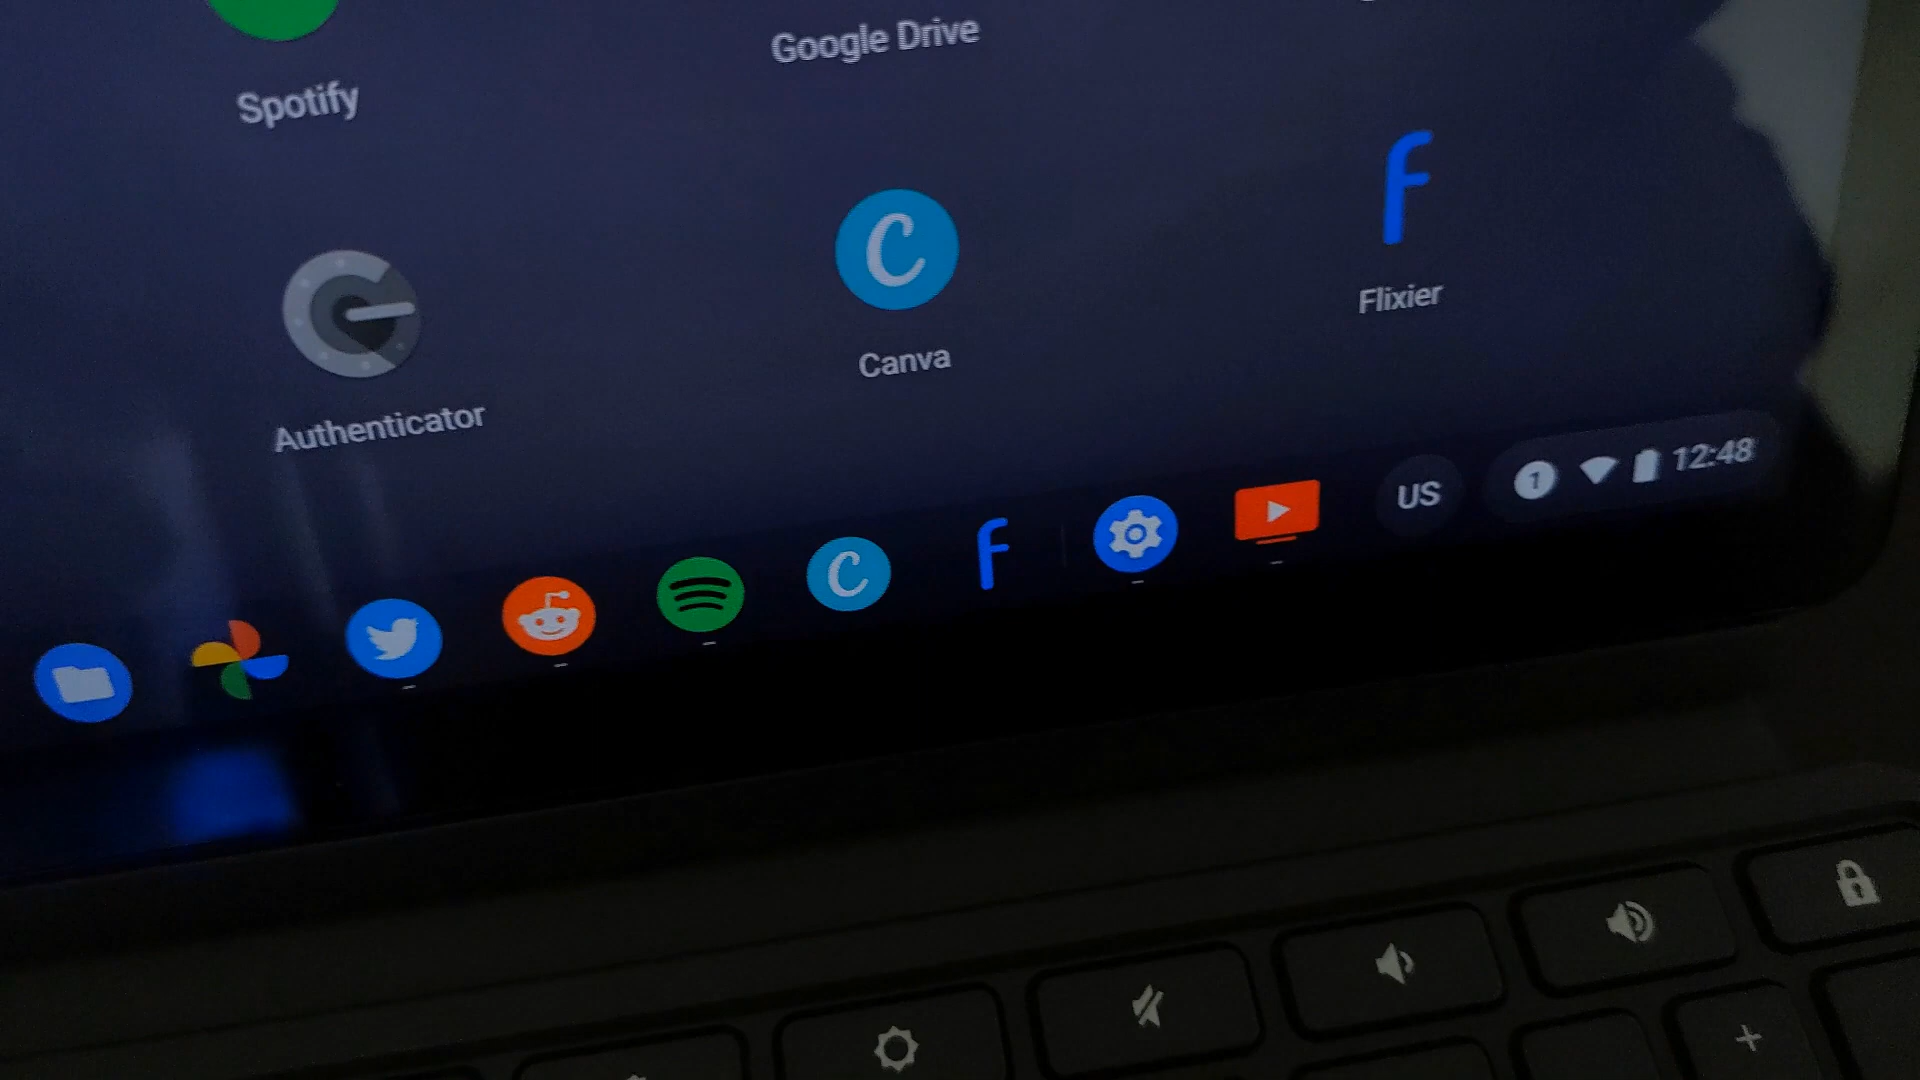 Spotify
Google Drive
Authenticator
Canva
Flixier
US
1
12:48
+